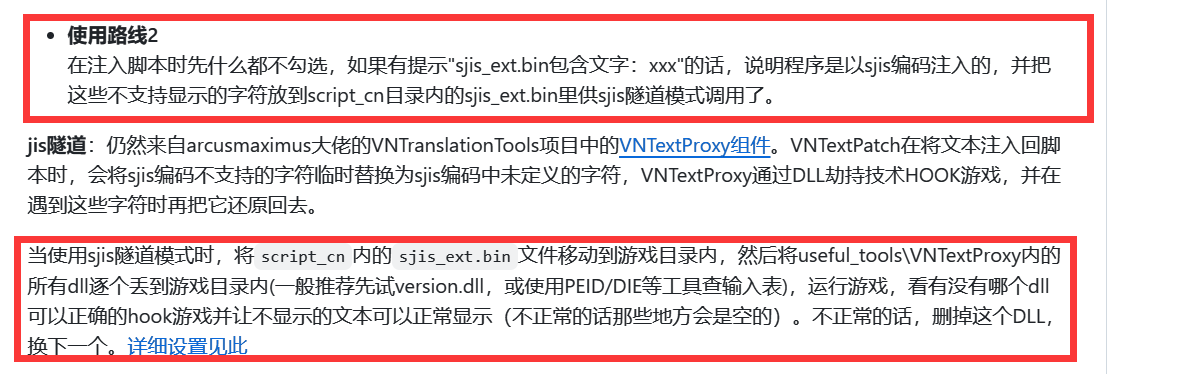 使用路线2
在注入脚本时先什么都不勾选，如果有提示"sjis_ext.bin包含文字：xxx"的话，说明程序是以sjis编码注入的，并把
这些不支持显示的字符放到script_cn目录内的sjis_ext.bin里供sjis隧道模式调用了。
jis隧道：仍然来自arcusmaximus大佬的VNTranslationTools项目中的VNTextProxy组件。VNTextPatch在将文本注入回脚
本时，会将sjis编码不支持的字符临时替换为sjis编码中未定义的字符，VNTextProxy通过DLL劫持技术HOOK游戏，并在
遇到这些字符时再把它还原回去。
当使用sjis隧道模式时，将 script_cn 内的 sjis_ext.bin 文件移动到游戏目录内，然后将useful_tools\VNTextProxy内的
所有dll逐个丢到游戏目录内(一般推荐先试version.dll，或使用PEID/DIE等工具查输入表)，运行游戏，看有没有哪个dll
可以正确的hook游戏并让不显示的文本可以正常显示（不正常的话那些地方会是空的）。不正常的话，删掉这个DLL，
换下一个。详细设置见此